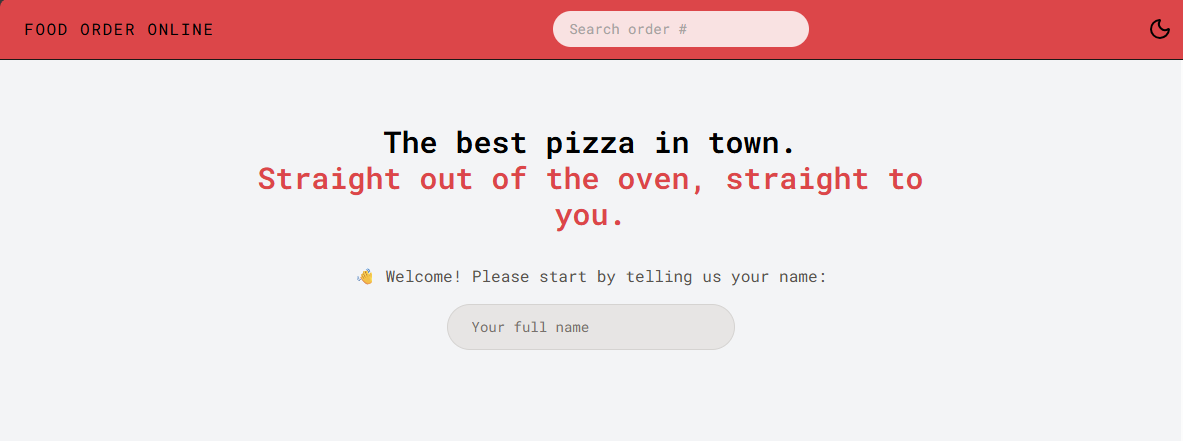 FOOD ORDER ONLINE
Search order #
The best pizza in town.
Straight out of the oven, straight to
you.
👋 Welcome! Please start by telling us your name:
Your full name